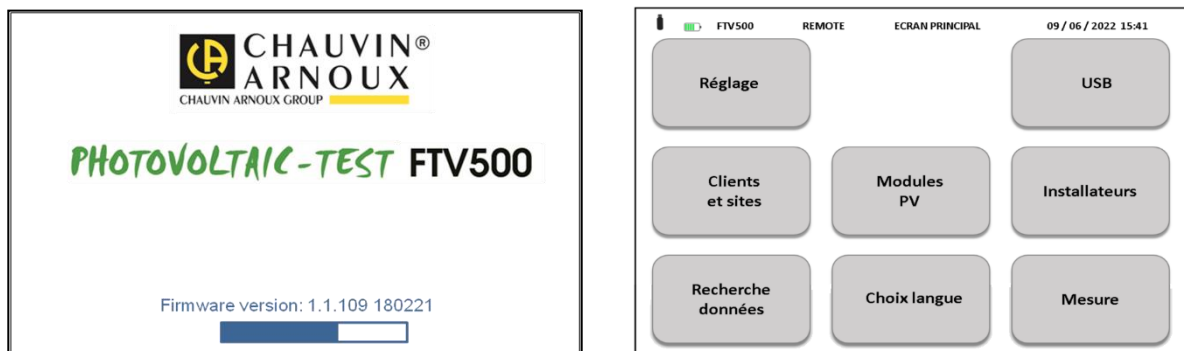 CHAUVIN®
ARNOUX
CHAUVIN ARNOUX GROUP
PHOTOVOLTAIC-TEST FTV500
Firmware version: 1.1.109 180221
FTV500 REMOTE ECRAN PRINCIPAL 09 / 06 / 2022 15:41
Réglage
USB
Clients
et sites
Modules
PV
Installateurs
Recherche
données
Choix langue
Mesure